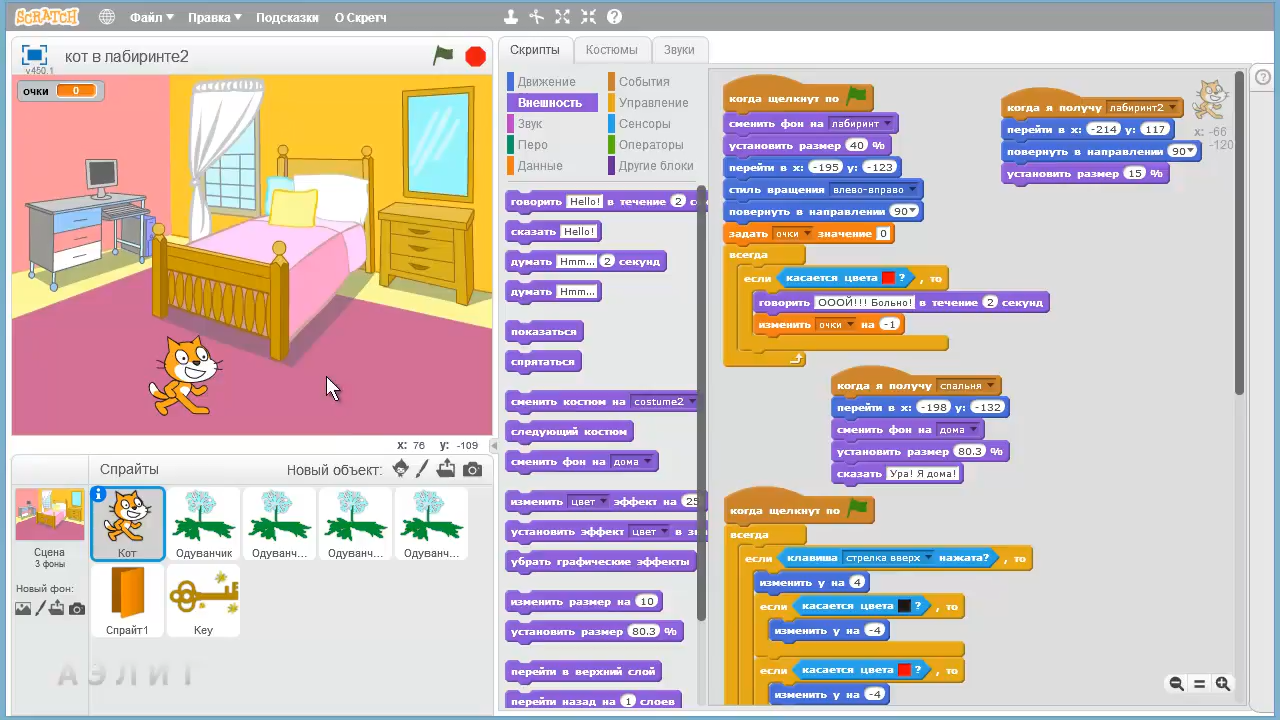 SCRATCH Файл Правка Подсказки О Скретч
кот в лабиринте2
v450.1
очки 0
x: 76 y: -109
Спрайты Новый объект:
Сцена
3 фоны
Новый фон:
Кот
Одуванчик
Одуванч...
Одуванч...
Одуванч...
Спрайт1
Key
АЭЛИТ
Скрипты Костюмы Звуки
Движение События
Внешность Управление
Звук Сенсоры
Перо Операторы
Данные Другие блоки
говорить Hello! в течение 2 с
сказать Hello!
думать Hmm... 2 секунд
думать Hmm...
показаться
спрятаться
сменить костюм на costume2
следующий костюм
сменить фон на дома
изменить цвет эффект на 25
установить эффект цвет в з
убрать графические эффекты
изменить размер на 10
установить размер 80.3 %
перейти в верхний слой
перейти назад на 1 слоев
когда щелкнут по
сменить фон на лабиринт
установить размер 40 %
перейти в x: -195 y: -123
стиль вращения влево-вправо
повернуть в направлении 90
задать очки значение 0
всегда
если касается цвета ? , то
говорить ОООЙ!!! Больно! в течение 2 секунд
изменить очки на -1
когда я получу лабиринт2
перейти в x: -214 y: 117
повернуть в направлении 90
установить размер 15 %
x: -66
-120
когда я получу спальня
перейти в x: -198 y: -132
сменить фон на дома
установить размер 80.3 %
сказать Ура! Я дома!
когда щелкнут по
всегда
если клавиша стрелка вверх нажата? , то
изменить y на 4
если касается цвета ? , то
изменить y на -4
если касается цвета ? , то
изменить y на -4